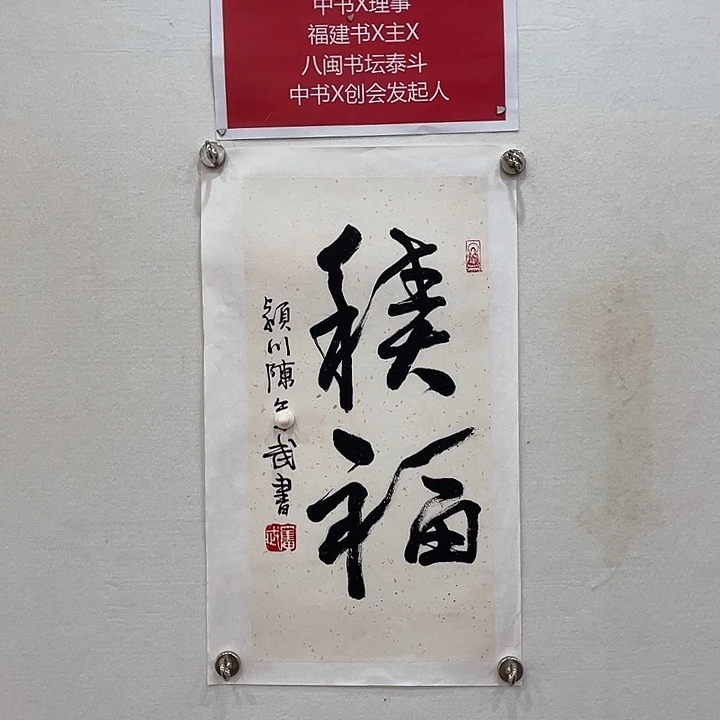 中书X理事
福建书X主X
八闽书坛泰斗
中书X创会发起人
積福
穎川陳 武書